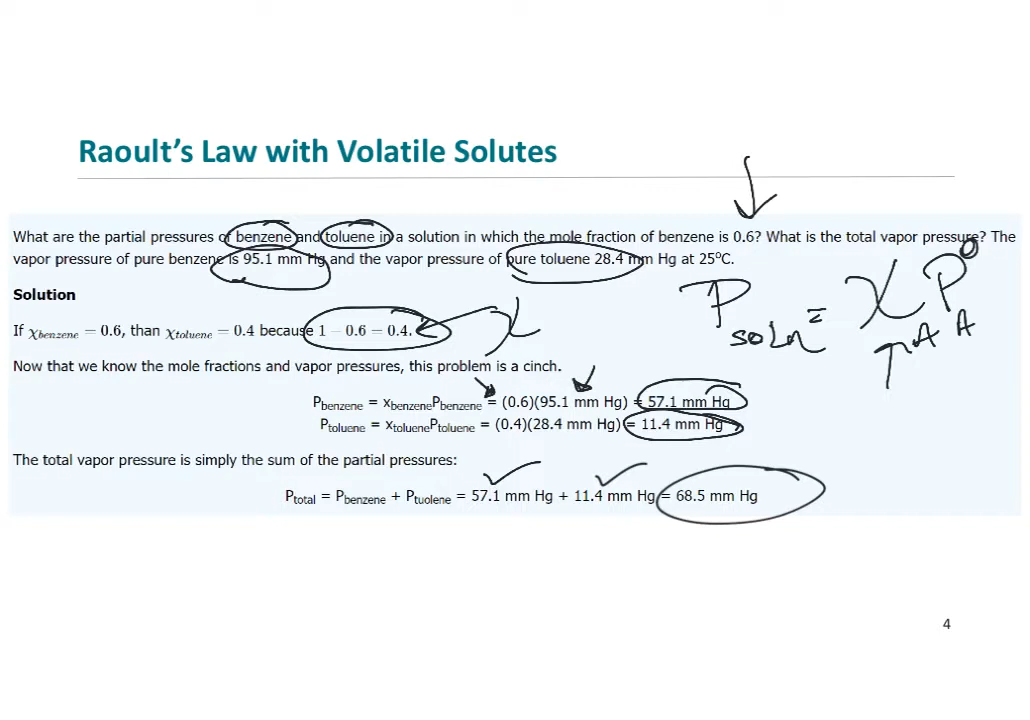 Raoult's Law with Volatile Solutes
What are the partial pressures of benzene and toluene in a solution in which the mole fraction of benzene is 0.6? What is the total vapor pressure? The
vapor pressure of pure benzene is 95.1 mm Hg and the vapor pressure of pure toluene 28.4 mm Hg at 25°C.
Solution
If χbenzene = 0.6, than χtoluene = 0.4 because 1 − 0.6 = 0.4.
χ
P soln = χA P°A
Now that we know the mole fractions and vapor pressures, this problem is a cinch.
Pbenzene = xbenzenePbenzene = (0.6)(95.1 mm Hg) = 57.1 mm Hg
Ptoluene = xtoluenePtoluene = (0.4)(28.4 mm Hg) = 11.4 mm Hg
The total vapor pressure is simply the sum of the partial pressures:
Ptotal = Pbenzene + Ptuolene = 57.1 mm Hg + 11.4 mm Hg = 68.5 mm Hg
4